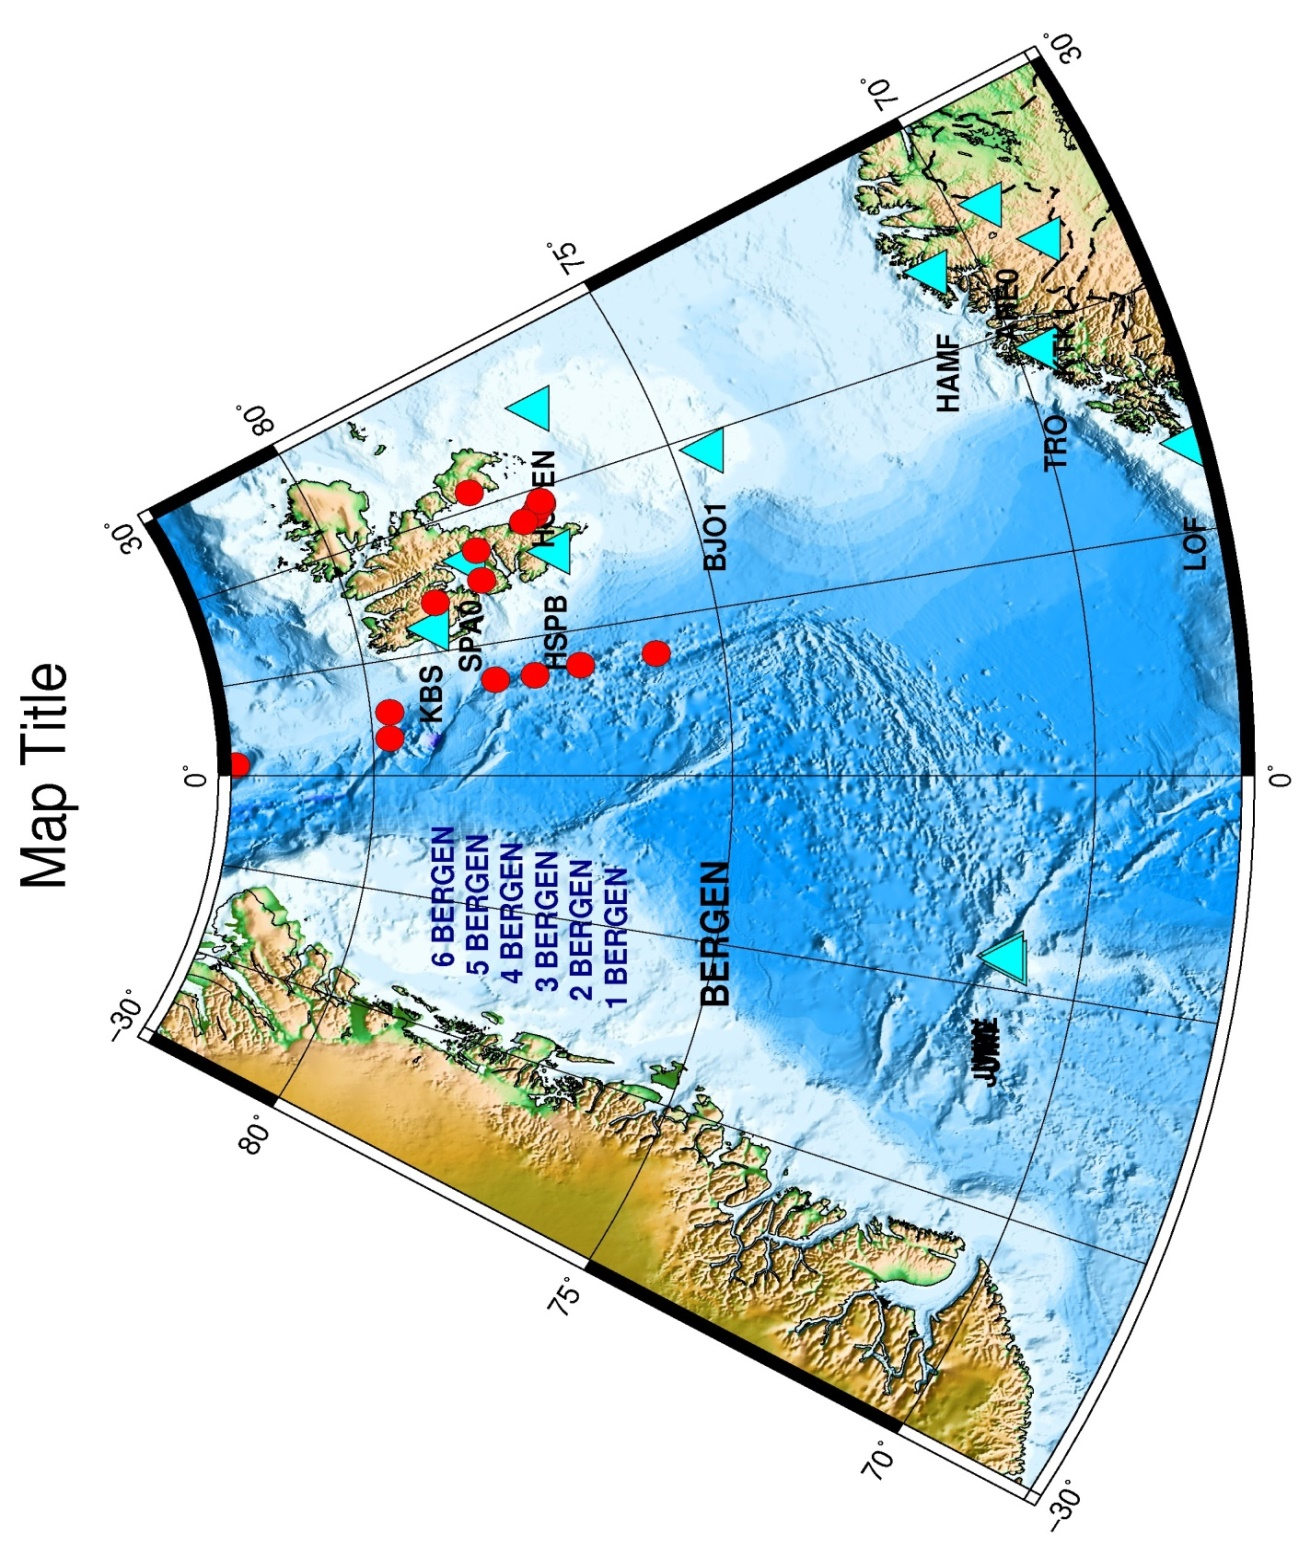 Map Title
-30°
0°
30°
80°
80°
KBS
6 BERGEN
SPA0
5 BERGEN
4 BERGEN
3 BERGEN
HSPB
75°
75°
2 BERGEN
1 BERGEN
BERGEN
BJO1
70°
70°
HAMF
TRO
LOF
-30°
0°
30°